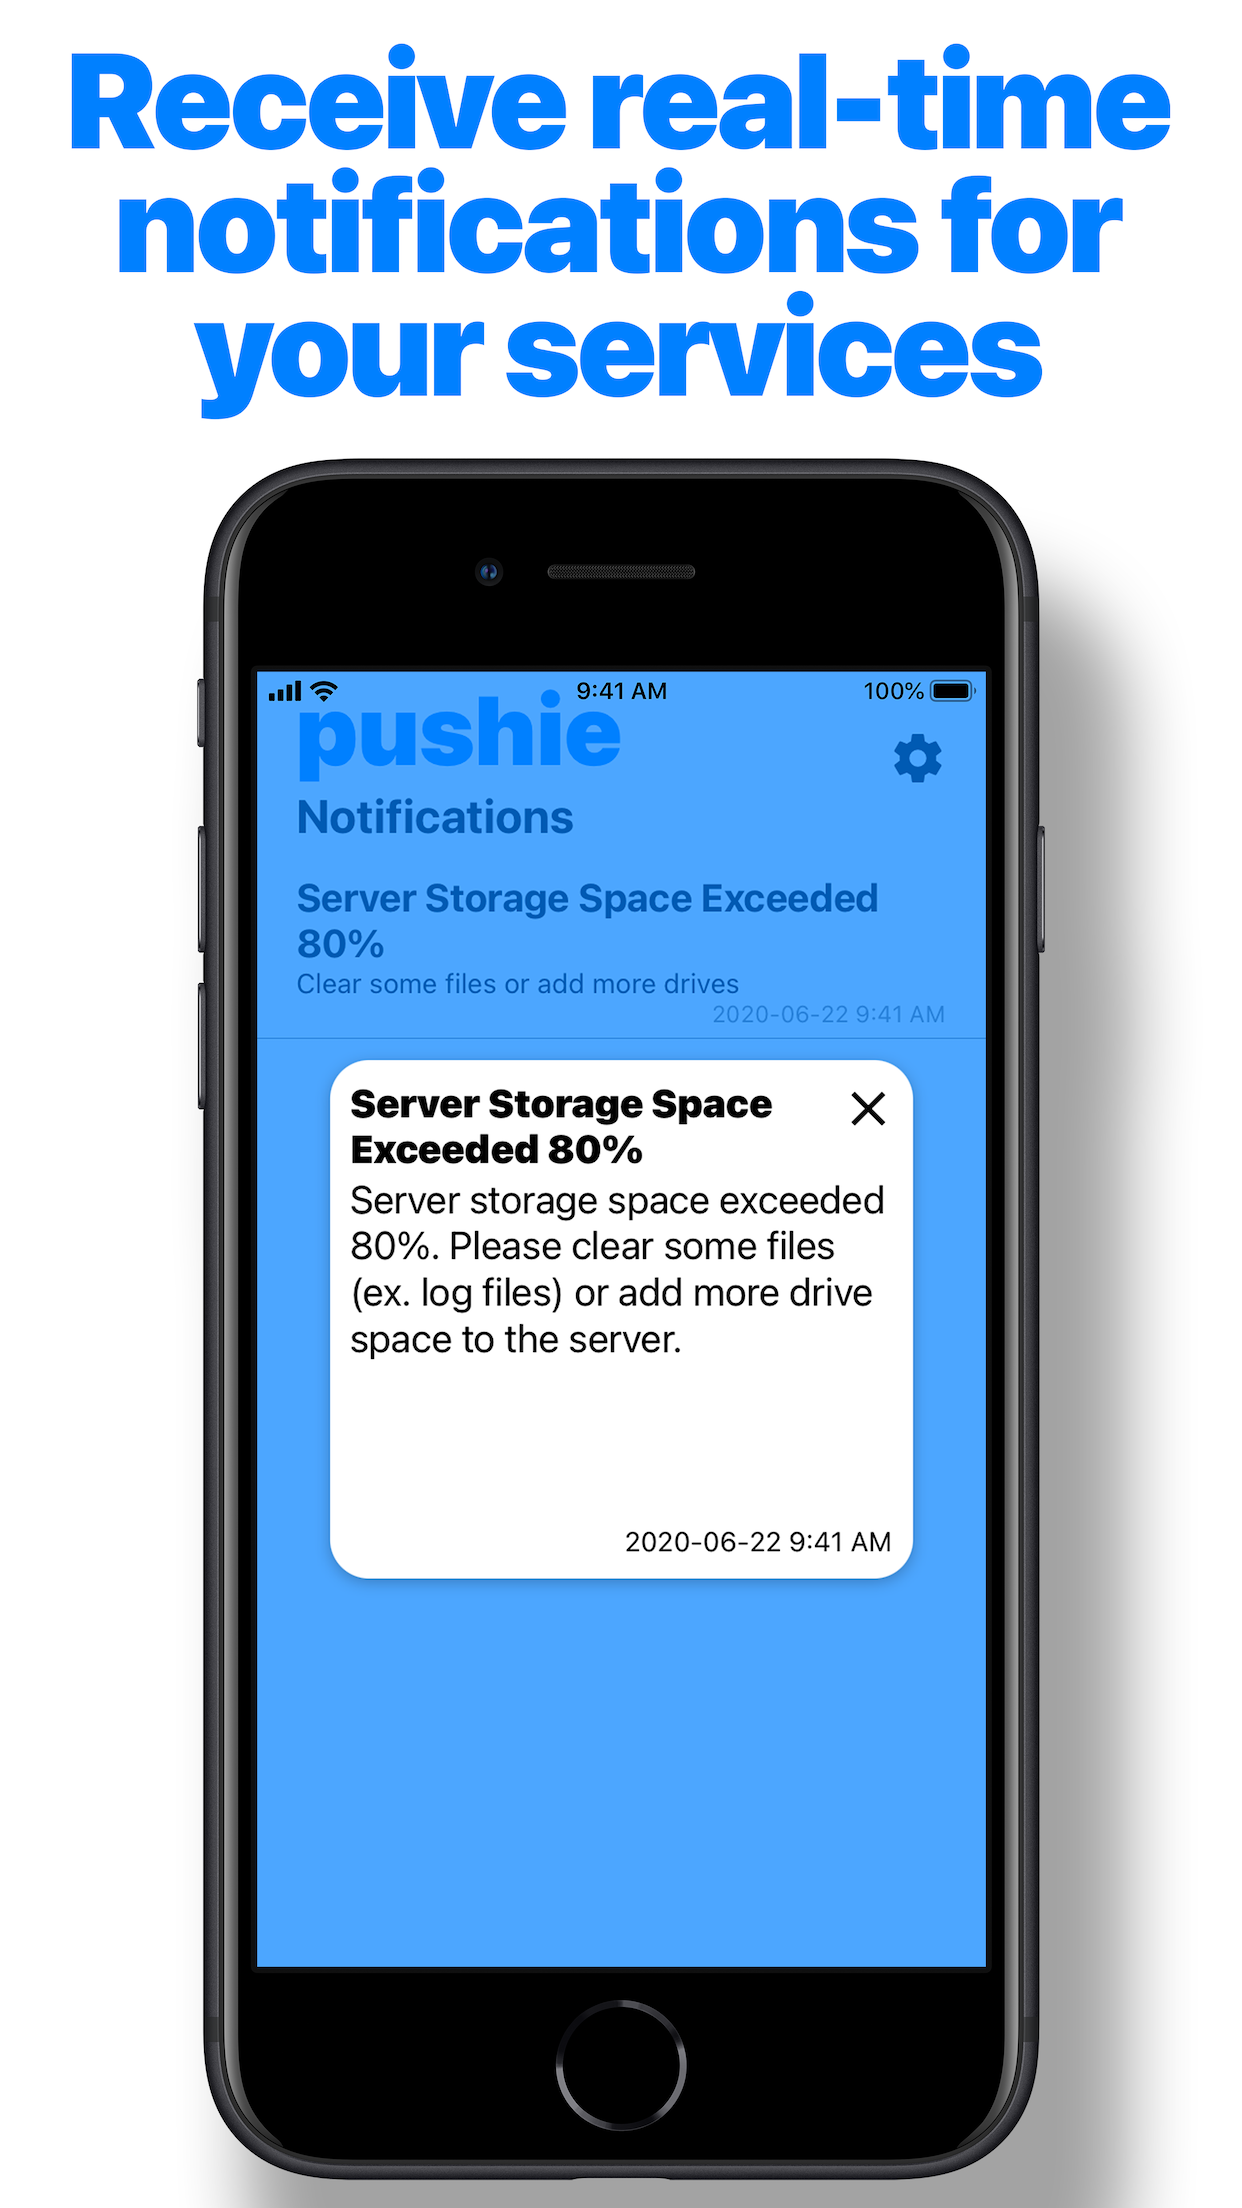 Receive real-time
notifications for
your services
9:41 AM
100%
pushie
Notifications
Server Storage Space Exceeded
80%
Clear some files or add more drives
2020-06-22 9:41 AM
Server Storage Space
Exceeded 80%
Server storage space exceeded
80%. Please clear some files
(ex. log files) or add more drive
space to the server.
2020-06-22 9:41 AM